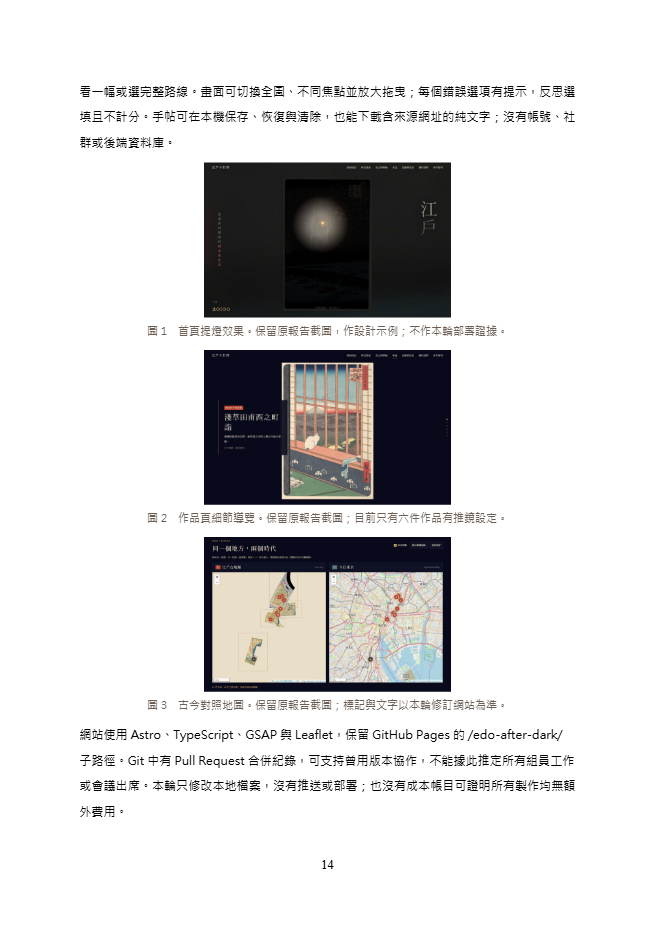 看一幅或選完整路線。畫面可切換全圖、不同焦點並放大拖曳；每個錯誤選項有提示，反思選
填且不計分。手帖可在本機保存、恢復與清除，也能下載含來源網址的純文字；沒有帳號、社
群或後端資料庫。
江戶
圖 1　首頁提燈效果。保留原報告截圖，作設計示例；不作本輪部署證據。
淺草田甫酉之町
詣
圖 2　作品頁細節導覽。保留原報告截圖；目前只有六件作品有推鏡設定。
同一個地方，兩個時代
江戶古地圖
今日東京
圖 3　古今對照地圖。保留原報告截圖；標記與文字以本輪修訂網站為準。
網站使用 Astro、TypeScript、GSAP 與 Leaflet，保留 GitHub Pages 的 /edo-after-dark/
子路徑。Git 中有 Pull Request 合併紀錄，可支持曾用版本協作，不能據此推定所有組員工作
或會議出席。本輪只修改本地檔案，沒有推送或部署；也沒有成本帳目可證明所有製作均無額
外費用。
14